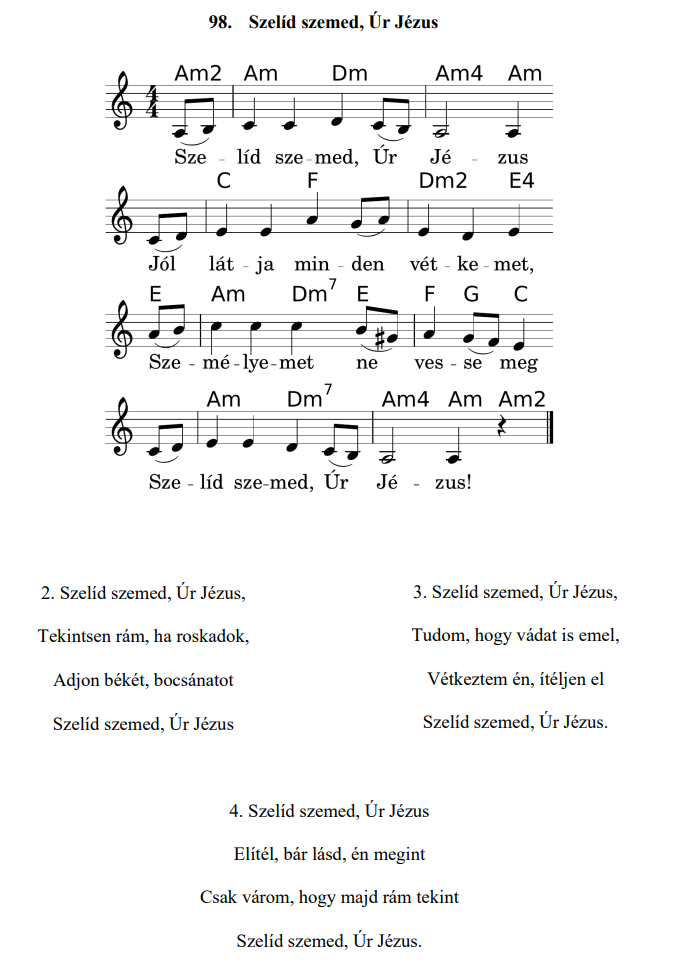 98. Szelíd szemed, Úr Jézus
Am2 Am Dm Am4 Am
Sze - líd sze - med, Úr Jé - zus
C F Dm2 E4
Jól lát - ja min - den vét - ke - met,
E Am Dm7 E F G C
Sze - mé - lye - met ne ves - se meg
Am Dm7 Am4 Am Am2
Sze - líd sze - med, Úr Jé - zus!
2. Szelíd szemed, Úr Jézus,
Tekintsen rám, ha roskadok,
Adjon békét, bocsánatot
Szelíd szemed, Úr Jézus
3. Szelíd szemed, Úr Jézus,
Tudom, hogy vádat is emel,
Vétkeztem én, ítéljen el
Szelíd szemed, Úr Jézus.
4. Szelíd szemed, Úr Jézus
Elítél, bár lásd, én megint
Csak várom, hogy majd rám tekint
Szelíd szemed, Úr Jézus.